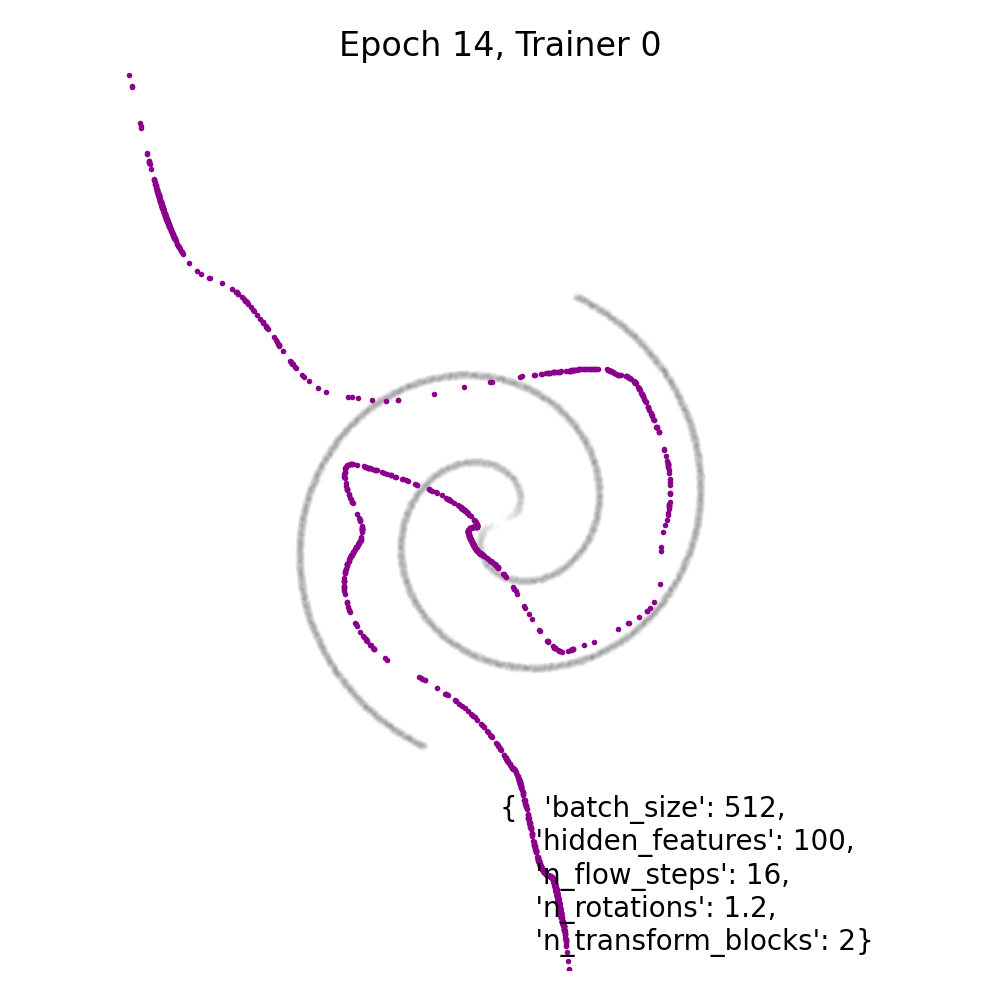 Epoch 14, Trainer 0
{   'batch_size': 512,
'hidden_features': 100,
'n_flow_steps': 16,
'n_rotations': 1.2,
'n_transform_blocks': 2}